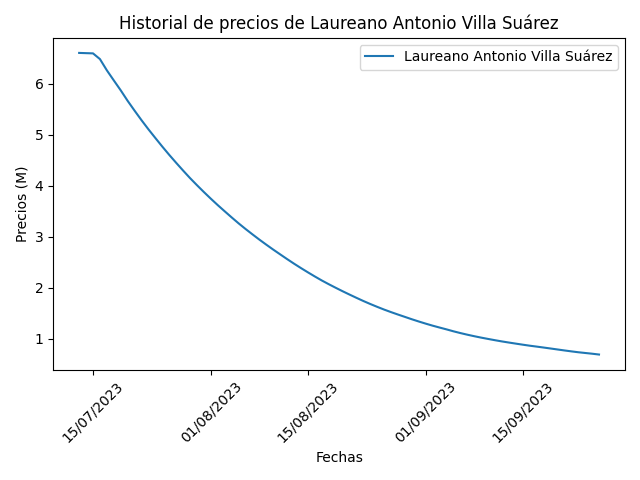 Historial de precios de Laureano Antonio Villa Suárez
Laureano Antonio Villa Suárez
Precios (M)
6
5
4
3
2
1
15/07/2023
01/08/2023
15/08/2023
01/09/2023
15/09/2023
Fechas